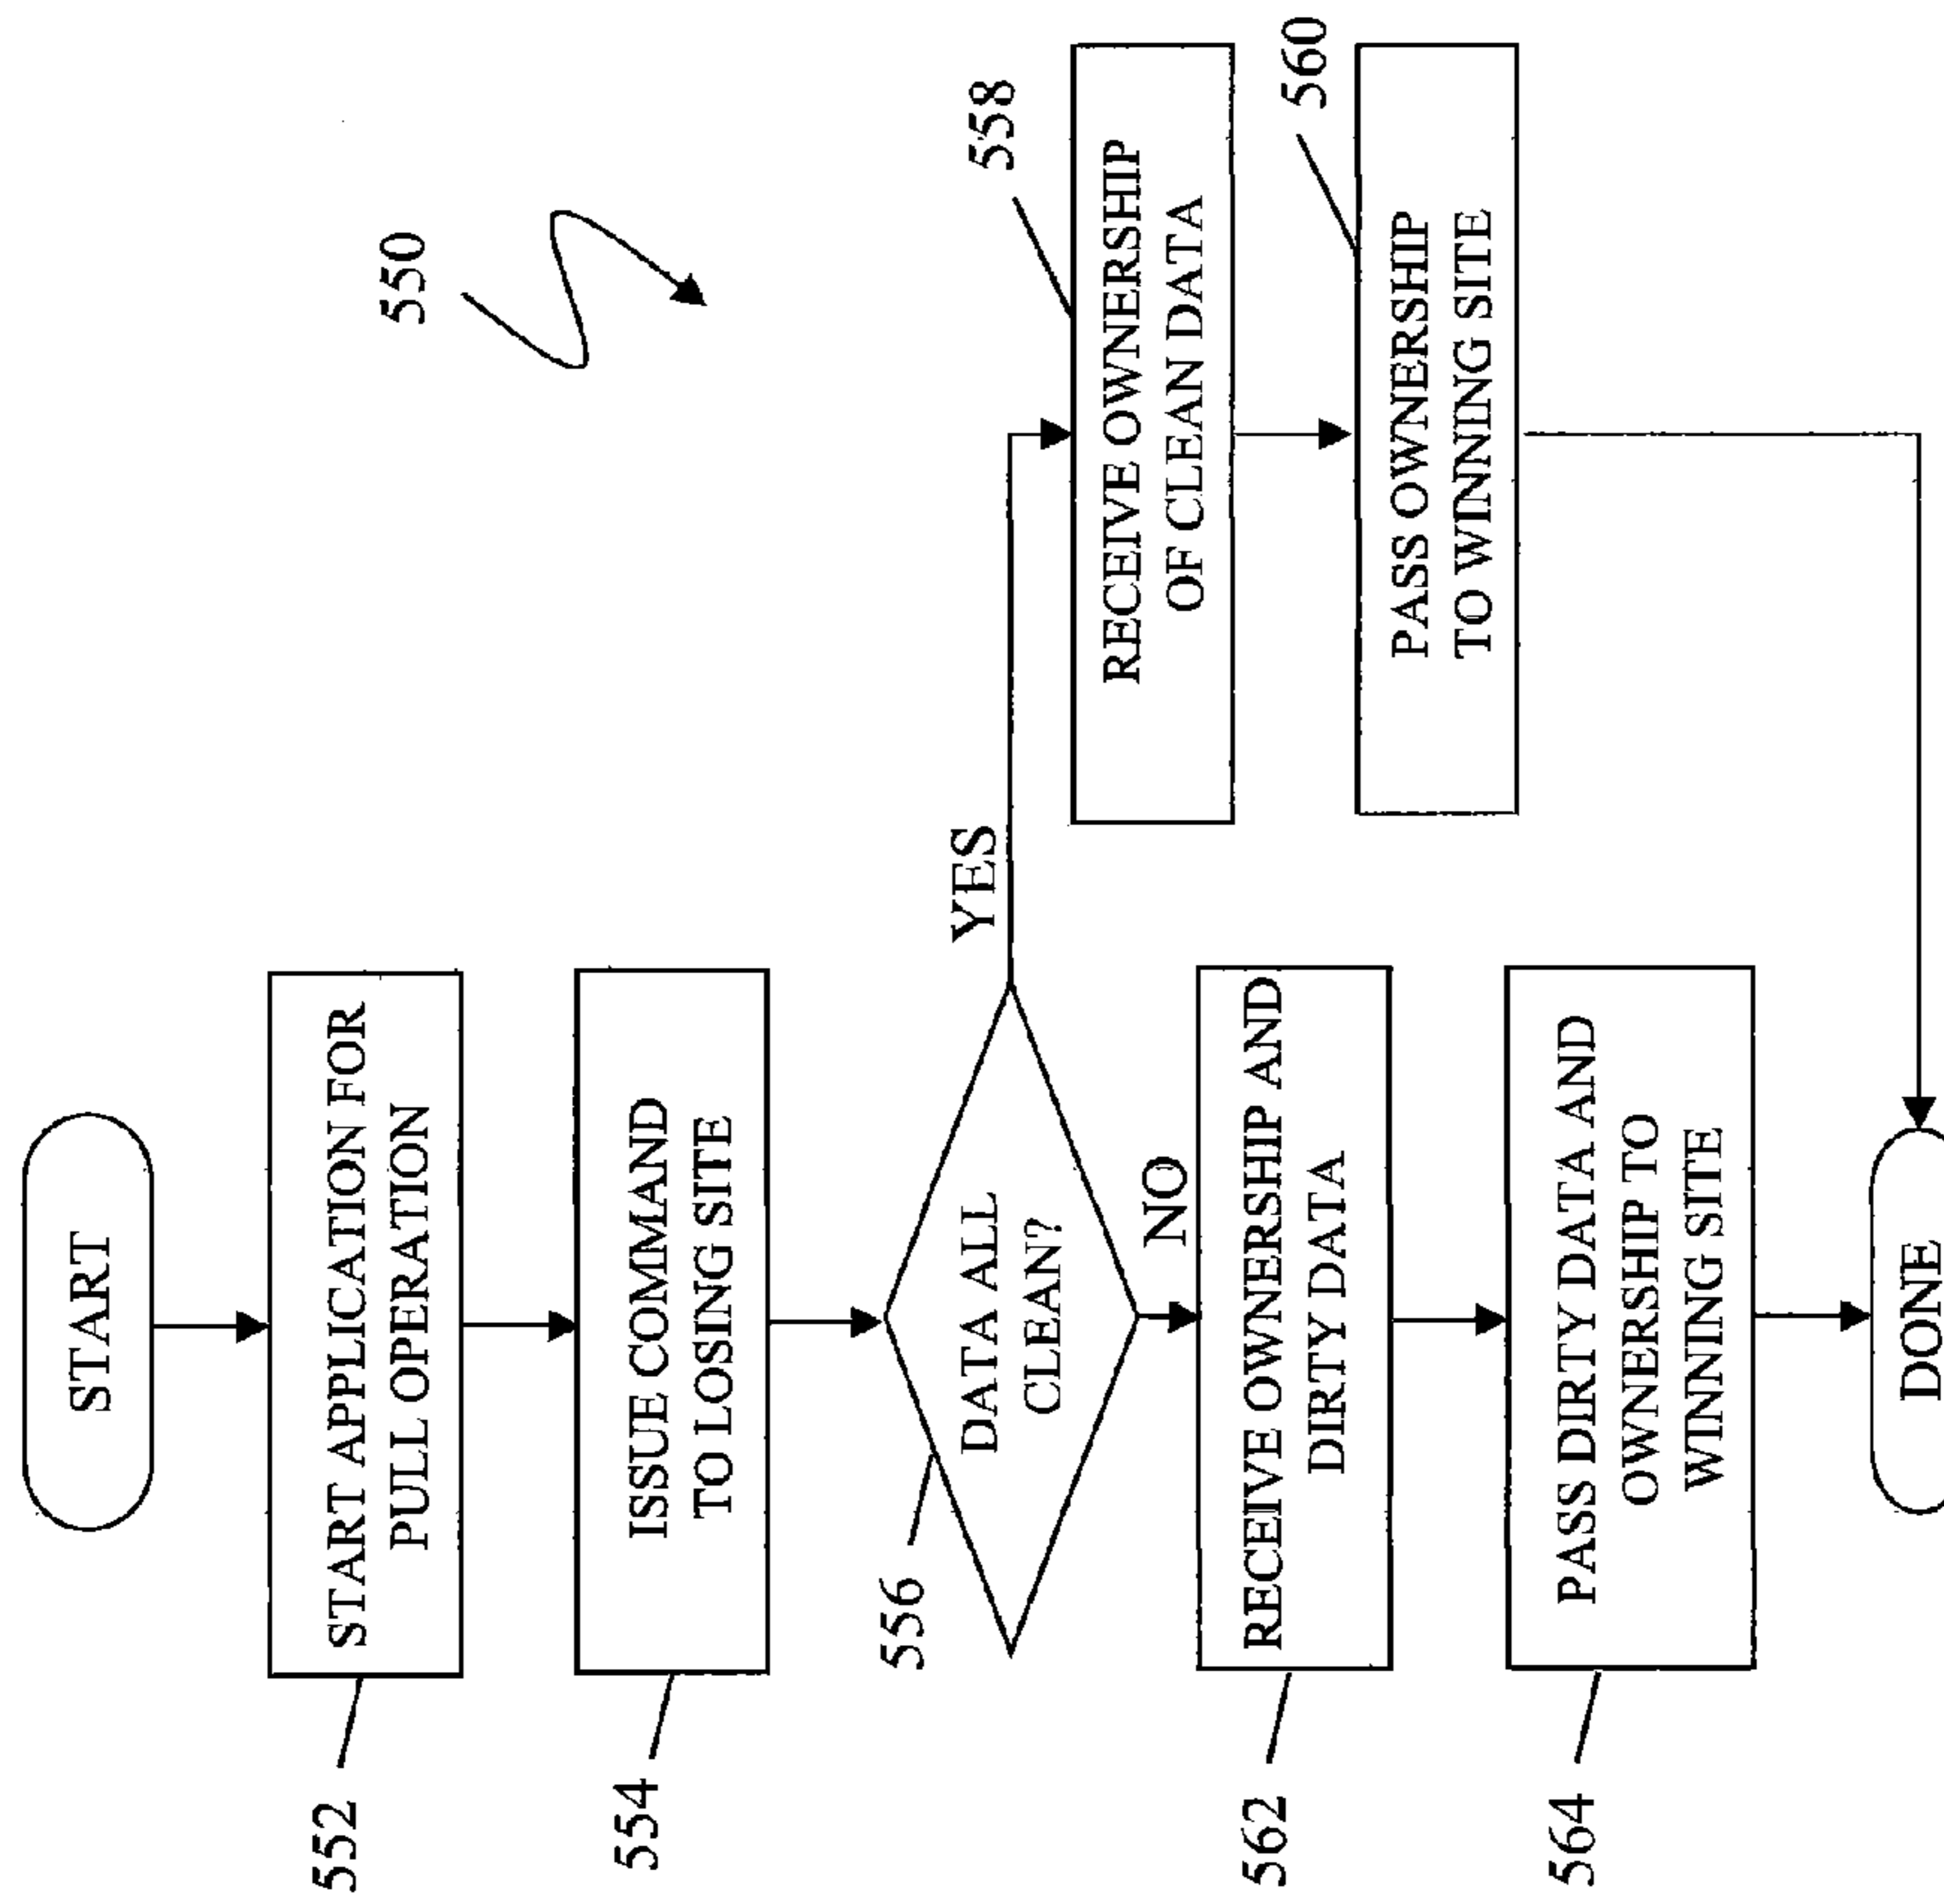 START
START APPLICATION FOR
PULL OPERATION
552
ISSUE COMMAND
TO LOSING SITE
554
DATA ALL
CLEAN?
556
YES
NO
550
RECEIVE OWNERSHIP
OF CLEAN DATA
558
PASS OWNERSHIP
TO WINNING SITE
560
RECEIVE OWNERSHIP AND
DIRTY DATA
562
PASS DIRTY DATA AND
OWNERSHIP TO
WINNING SITE
564
DONE